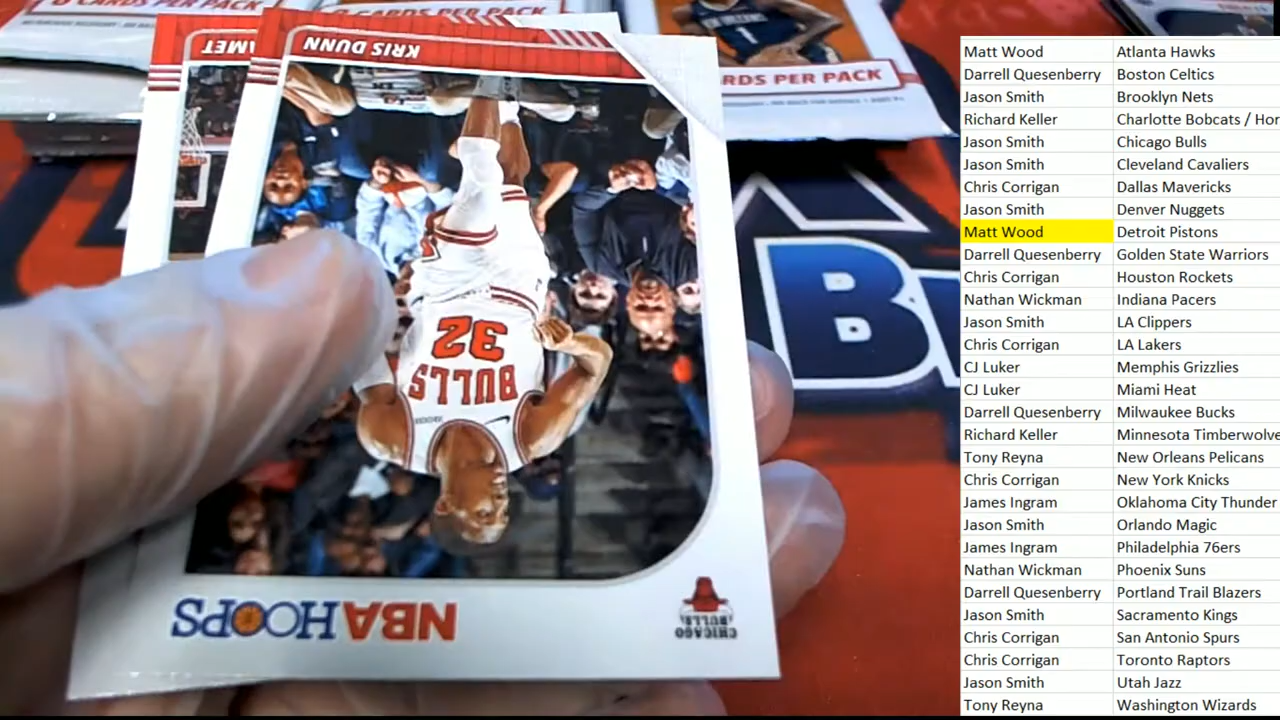 CARDS PER PACK
NEW ORLEANS
1
RDS PER PACK
AMET
KRIS DUNN
BULLS
32
NBA HOOPS
CHICAGO
BULLS
B
Matt Wood Atlanta Hawks
Darrell Quesenberry Boston Celtics
Jason Smith Brooklyn Nets
Richard Keller Charlotte Bobcats / Hor
Jason Smith Chicago Bulls
Jason Smith Cleveland Cavaliers
Chris Corrigan Dallas Mavericks
Jason Smith Denver Nuggets
Matt Wood Detroit Pistons
Darrell Quesenberry Golden State Warriors
Chris Corrigan Houston Rockets
Nathan Wickman Indiana Pacers
Jason Smith LA Clippers
Chris Corrigan LA Lakers
CJ Luker Memphis Grizzlies
CJ Luker Miami Heat
Darrell Quesenberry Milwaukee Bucks
Richard Keller Minnesota Timberwolve
Tony Reyna New Orleans Pelicans
Chris Corrigan New York Knicks
James Ingram Oklahoma City Thunder
Jason Smith Orlando Magic
James Ingram Philadelphia 76ers
Nathan Wickman Phoenix Suns
Darrell Quesenberry Portland Trail Blazers
Jason Smith Sacramento Kings
Chris Corrigan San Antonio Spurs
Chris Corrigan Toronto Raptors
Jason Smith Utah Jazz
Tony Reyna Washington Wizards